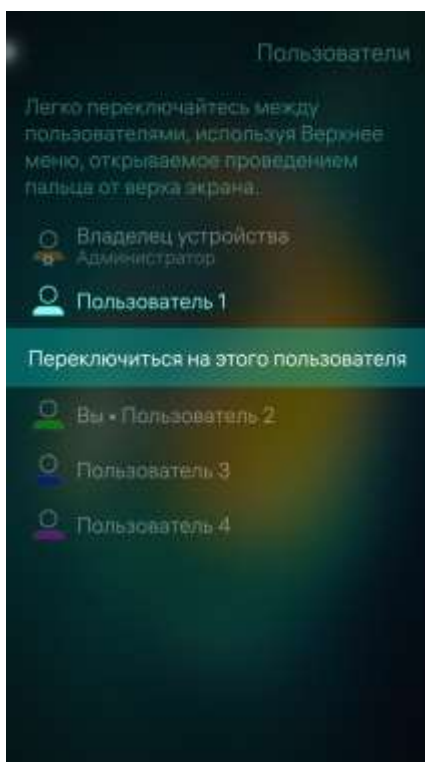 Пользователи
Легко переключайтесь между
пользователями, используя Верхнее
меню, открываемое проведением
пальца от верха экрана.
Владелец устройства
Администратор
Пользователь 1
Переключиться на этого пользователя
Вы • Пользователь 2
Пользователь 3
Пользователь 4